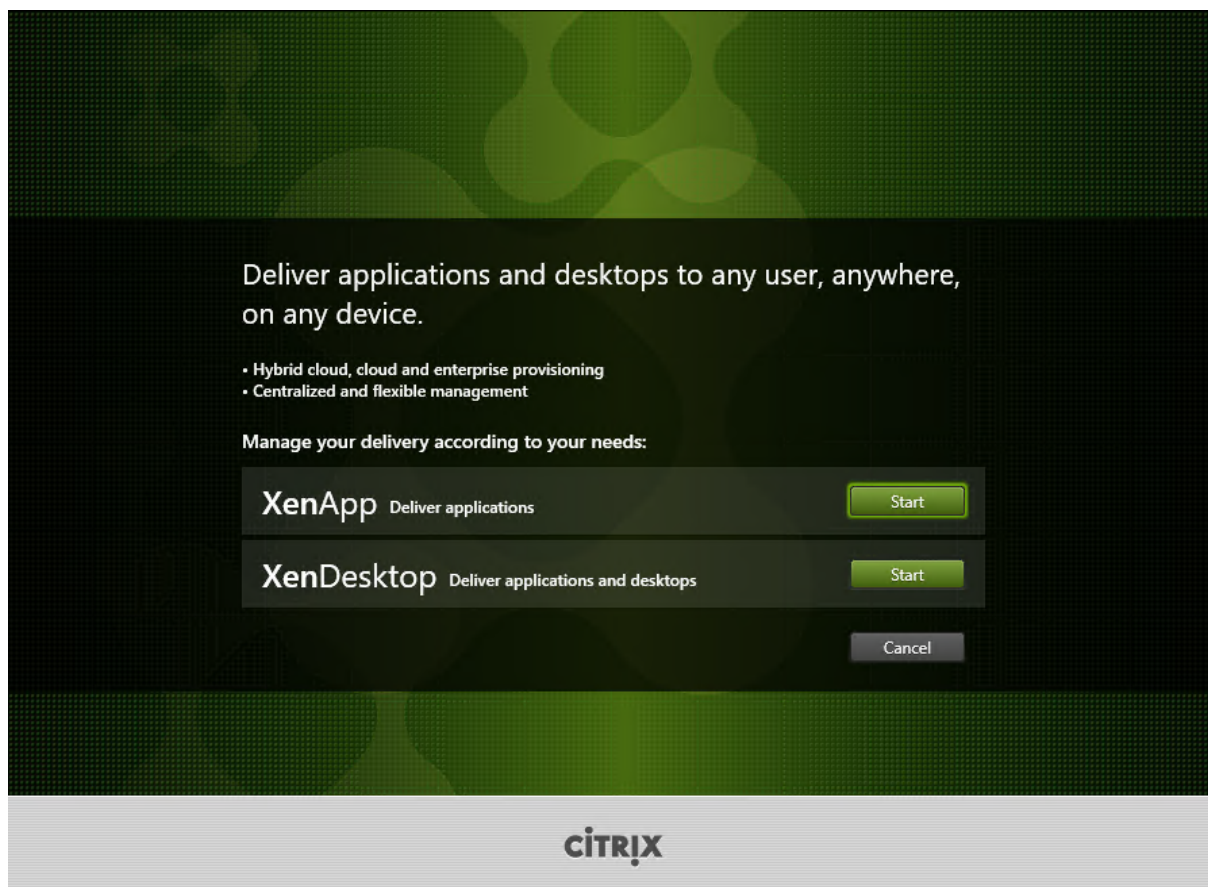 Deliver applications and desktops to any user, anywhere,
on any device.
• Hybrid cloud, cloud and enterprise provisioning
• Centralized and flexible management
Manage your delivery according to your needs:
XenApp Deliver applications Start
XenDesktop Deliver applications and desktops Start
Cancel
CİTRỊX